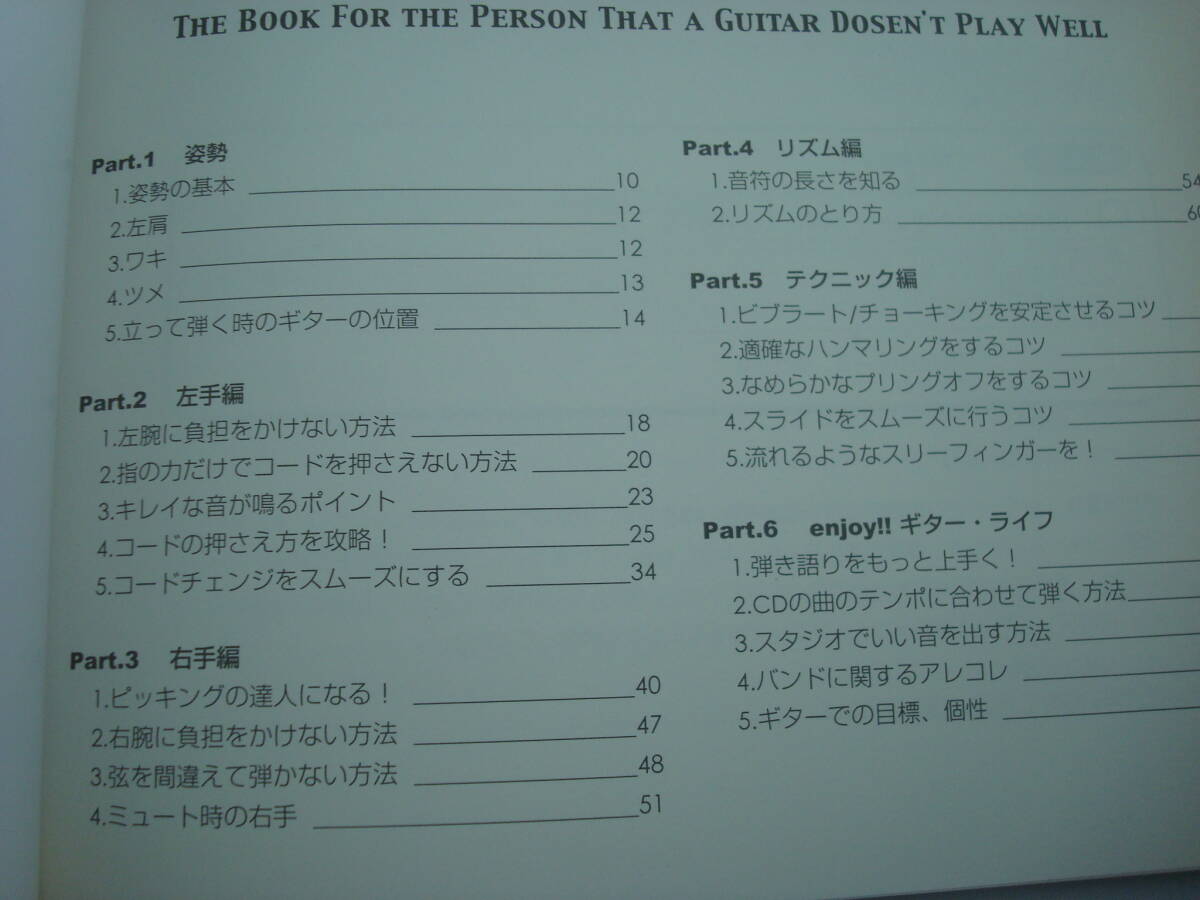 THE BOOK FOR THE PERSON THAT A GUITAR DOSEN'T PLAY WELL
Part.1 姿勢
1.姿勢の基本 10
2.左肩 12
3.ワキ 12
4.ツメ 13
5.立って弾く時のギターの位置 14
Part.2 左手編
1.左腕に負担をかけない方法 18
2.指の力だけでコードを押さえない方法 20
3.キレイな音が鳴るポイント 23
4.コードの押さえ方を攻略！ 25
5.コードチェンジをスムーズにする 34
Part.3 右手編
1.ピッキングの達人になる！ 40
2.右腕に負担をかけない方法 47
3.弦を間違えて弾かない方法 48
4.ミュート時の右手 51
Part.4 リズム編
1.音符の長さを知る 54
2.リズムのとり方
Part.5 テクニック編
1.ビブラート/チョーキングを安定させるコツ
2.適確なハンマリングをするコツ
3.なめらかなプリングオフをするコツ
4.スライドをスムーズに行うコツ
5.流れるようなスリーフィンガーを！
Part.6 enjoy!! ギター・ライフ
1.弾き語りをもっと上手く！
2.CDの曲のテンポに合わせて弾く方法
3.スタジオでいい音を出す方法
4.バンドに関するアレコレ
5.ギターでの目標、個性